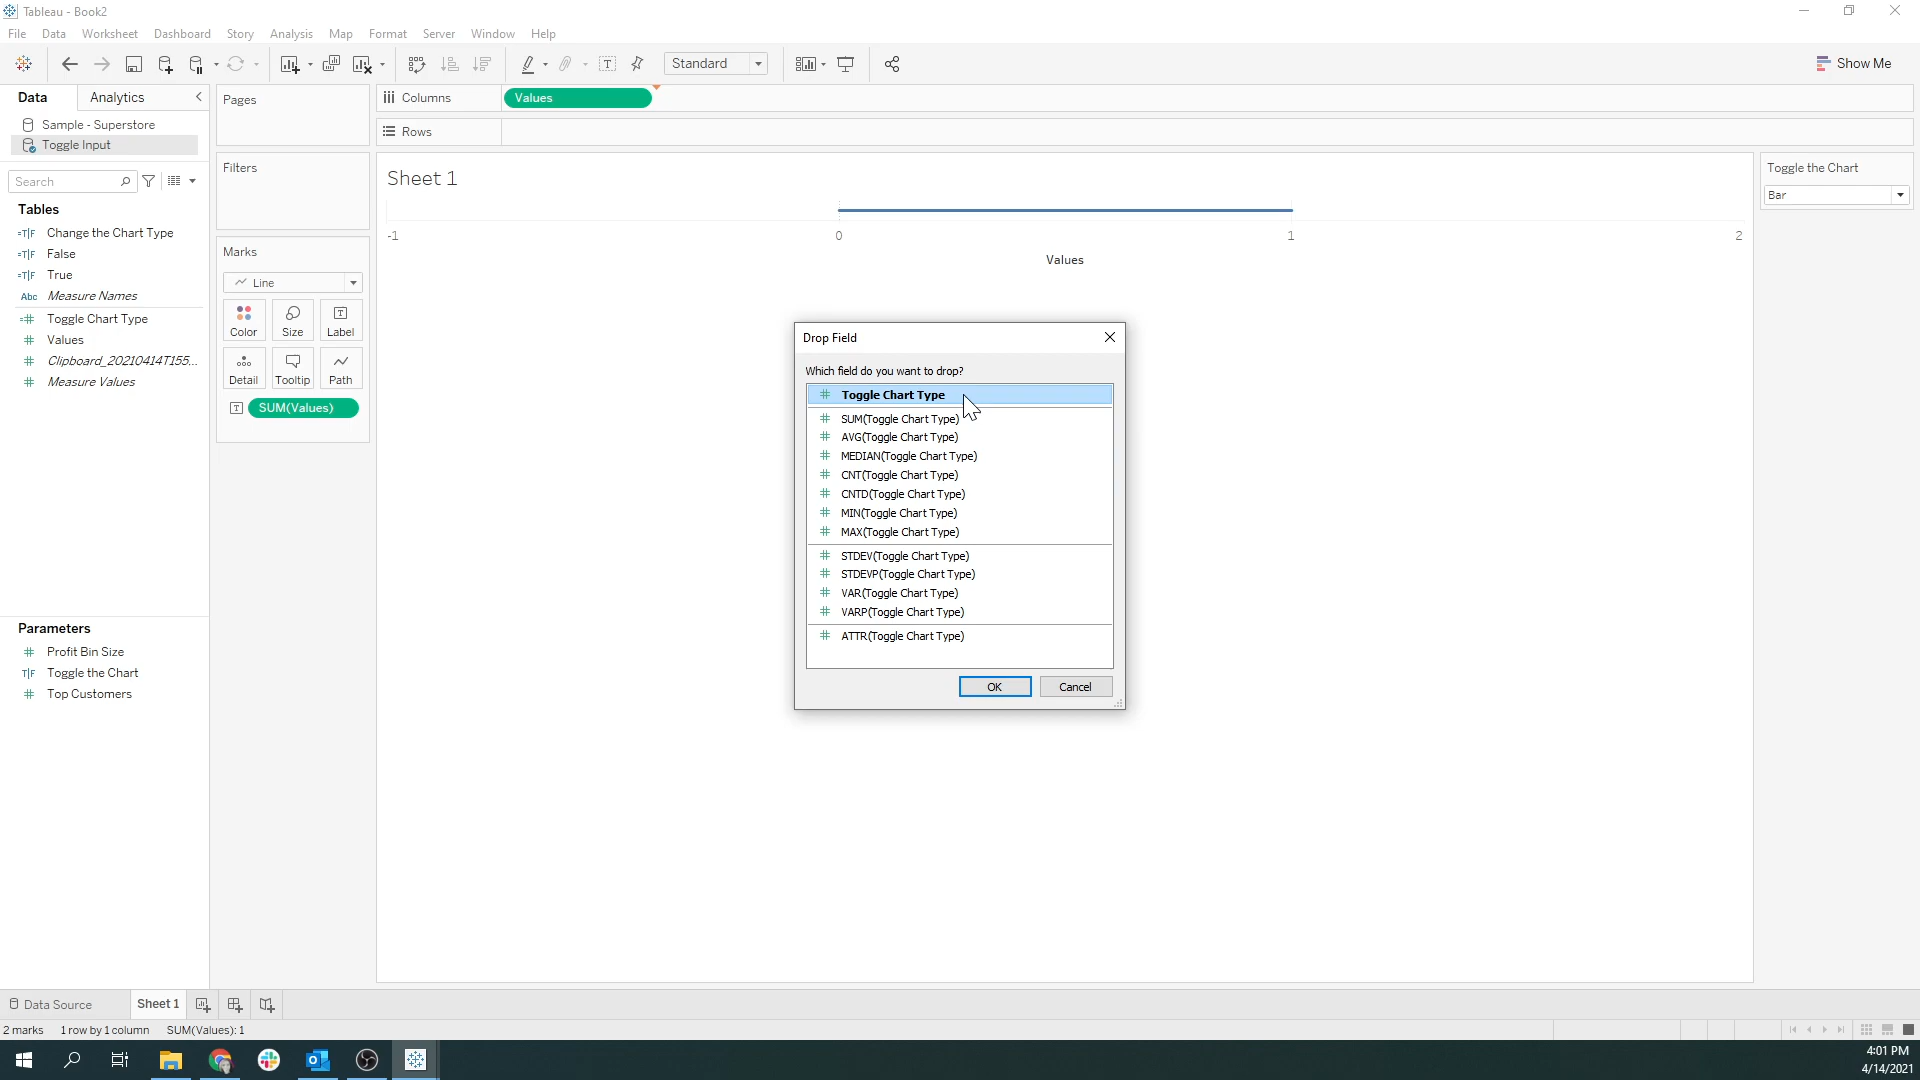 Tableau - Book2
File Data Worksheet Dashboard Story Analysis Map Format Server Window Help
Standard
Show Me
Data Analytics
Pages
Columns
Values
Sample - Superstore
Toggle Input
Rows
Search
Filters
Sheet 1
Toggle the Chart
Bar
Tables
=T|F Change the Chart Type
=T|F False
=T|F True
Abc Measure Names
Toggle Chart Type
Values
Clipboard_20210414T155...
Measure Values
-1 0 1 2
Values
Marks
Line
Color Size Label
Detail Tooltip Path
SUM(Values)
Drop Field
Which field do you want to drop?
Toggle Chart Type
SUM(Toggle Chart Type)
AVG(Toggle Chart Type)
MEDIAN(Toggle Chart Type)
CNT(Toggle Chart Type)
CNTD(Toggle Chart Type)
MIN(Toggle Chart Type)
MAX(Toggle Chart Type)
STDEV(Toggle Chart Type)
STDEVP(Toggle Chart Type)
VAR(Toggle Chart Type)
VARP(Toggle Chart Type)
ATTR(Toggle Chart Type)
OK Cancel
Parameters
Profit Bin Size
T|F Toggle the Chart
Top Customers
Data Source Sheet 1
2 marks 1 row by 1 column SUM(Values): 1
4:01 PM
4/14/2021